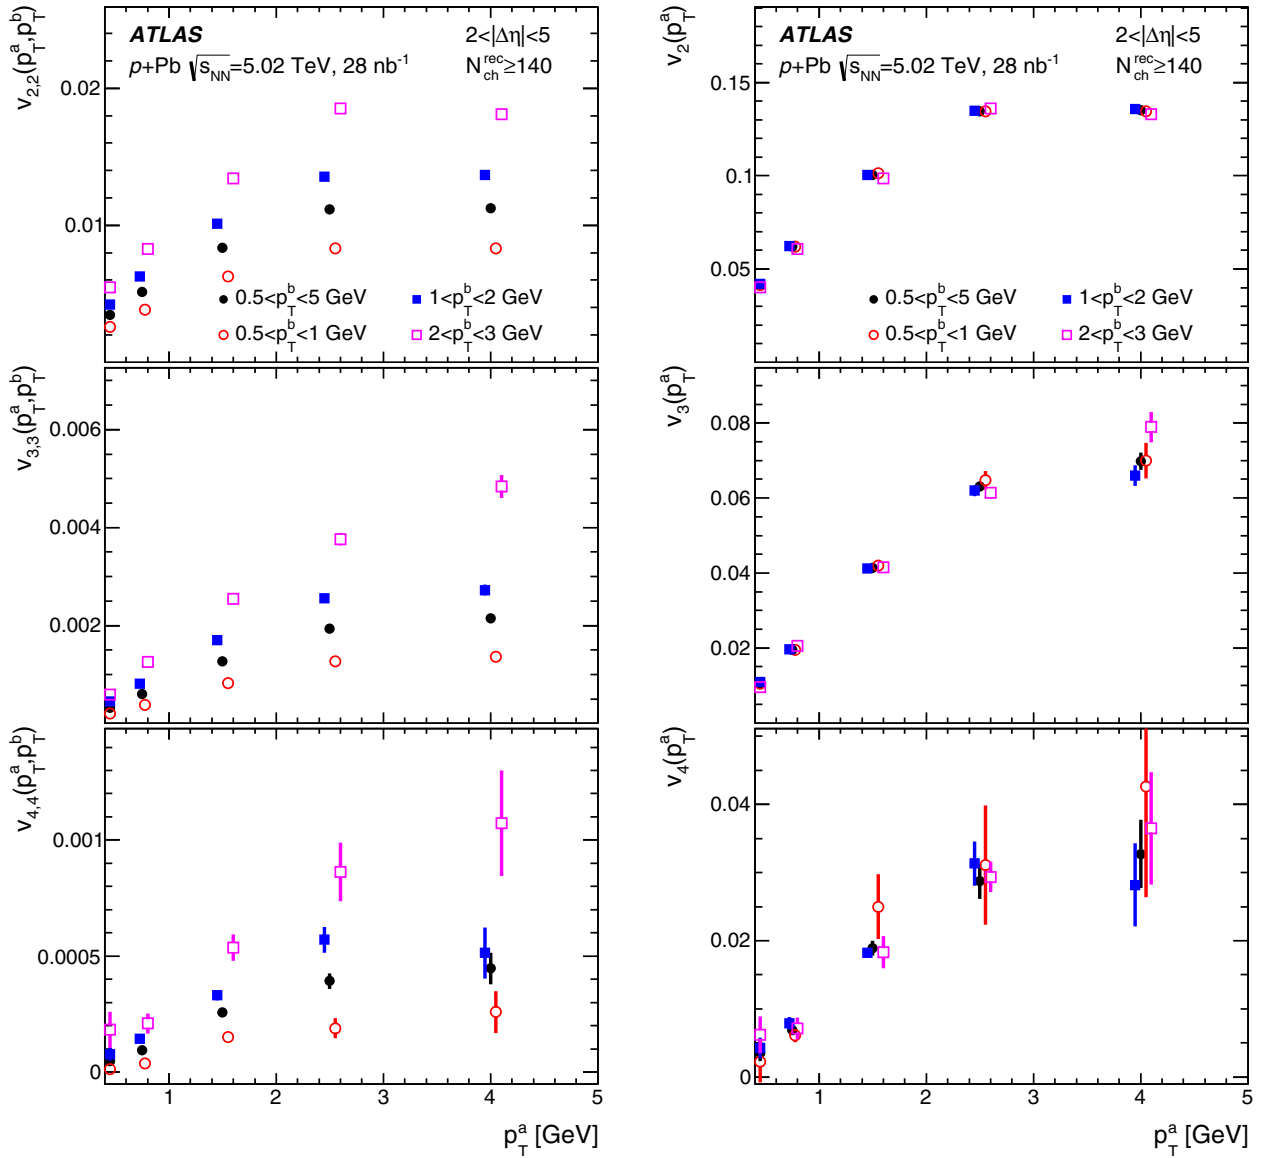 v2,2(pTa,pTb)
ATLAS
2<|Δη|<5
p+Pb √sNN=5.02 TeV, 28 nb-1
Nchrec≥140
0.02
0.01
0.5<pTb<5 GeV
1<pTb<2 GeV
0.5<pTb<1 GeV
2<pTb<3 GeV
v3,3(pTa,pTb)
0.006
0.004
0.002
v4,4(pTa,pTb)
0.001
0.0005
0
1 2 3 4 5
pTa [GeV]
v2(pTa)
ATLAS
2<|Δη|<5
p+Pb √sNN=5.02 TeV, 28 nb-1
Nchrec≥140
0.15
0.1
0.05
0.5<pTb<5 GeV
1<pTb<2 GeV
0.5<pTb<1 GeV
2<pTb<3 GeV
v3(pTa)
0.08
0.06
0.04
0.02
v4(pTa)
0.04
0.02
0
1 2 3 4 5
pTa [GeV]